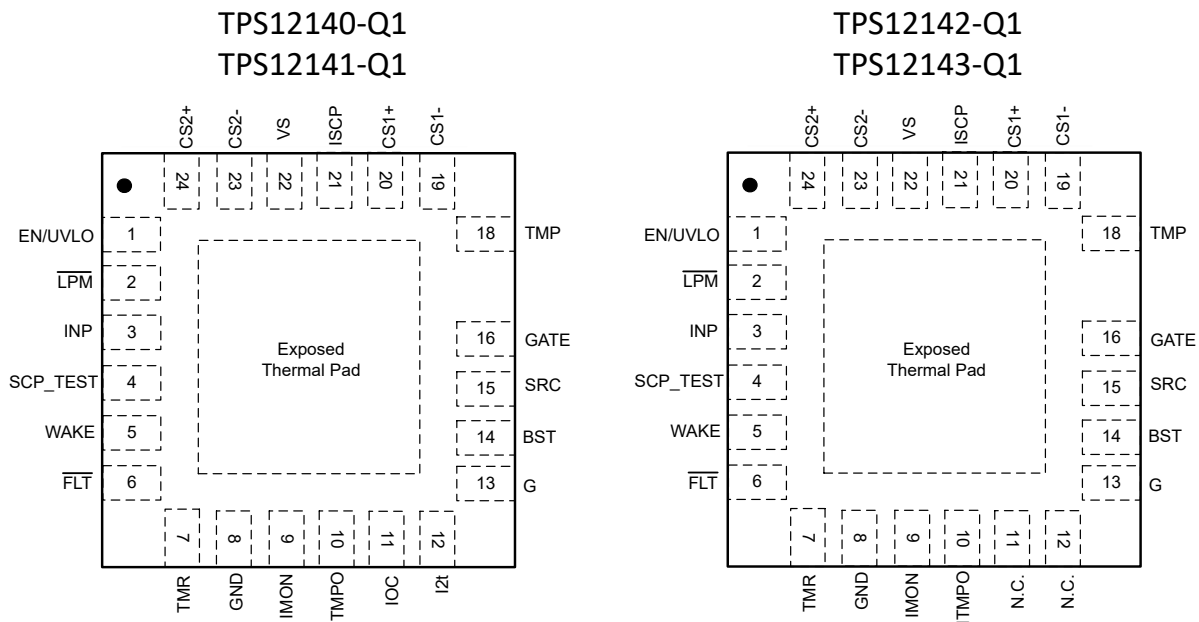 TPS12140-Q1
TPS12141-Q1
CS2+
CS2-
VS
ISCP
CS1+
CS1-
24
23
22
21
20
19
EN/UVLO 1
LPM 2
INP 3
SCP_TEST 4
WAKE 5
FLT 6
Exposed
Thermal Pad
18 TMP
16 GATE
15 SRC
14 BST
13 G
7
8
9
10
11
12
TMR
GND
IMON
TMPO
IOC
I2t
TPS12142-Q1
TPS12143-Q1
CS2+
CS2-
VS
ISCP
CS1+
CS1-
24
23
22
21
20
19
EN/UVLO 1
LPM 2
INP 3
SCP_TEST 4
WAKE 5
FLT 6
Exposed
Thermal Pad
18 TMP
16 GATE
15 SRC
14 BST
13 G
7
8
9
10
11
12
TMR
GND
IMON
TMPO
N.C.
N.C.